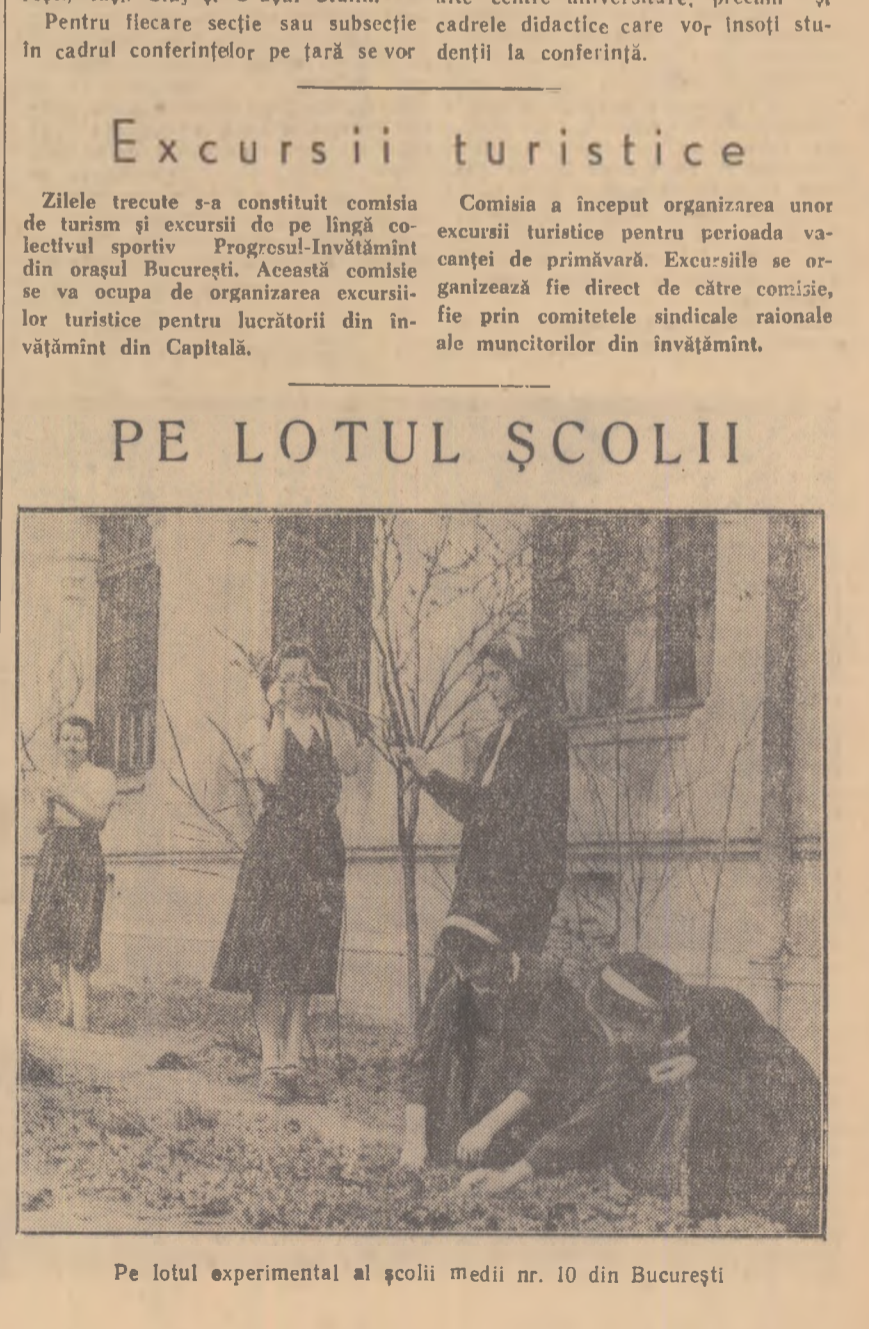 Pentru fiecare secție sau subsecție
în cadrul conferințelor pe țară se vor
cadrele didactice care vor însoți stu-
denții la conferință.
Excursii turistice
Zilele trecute s-a constituit comisia
de turism și excursii de pe lîngă co-
lectivul sportiv Progresul-Invătămînt
din orașul București. Această comisie
se va ocupa de organizarea excursii-
lor turistice pentru lucrătorii din în-
vățămînt din Capitală.
Comisia a început organizarea unor
excursii turistice pentru perioada va-
canței de primăvară. Excursiile se or-
ganizează fie direct de către comisie,
fie prin comitetele sindicale raionale
ale muncitorilor din învățămînt.
PE LOTUL ȘCOLII
Pe lotul experimental al școlii medii nr. 10 din București